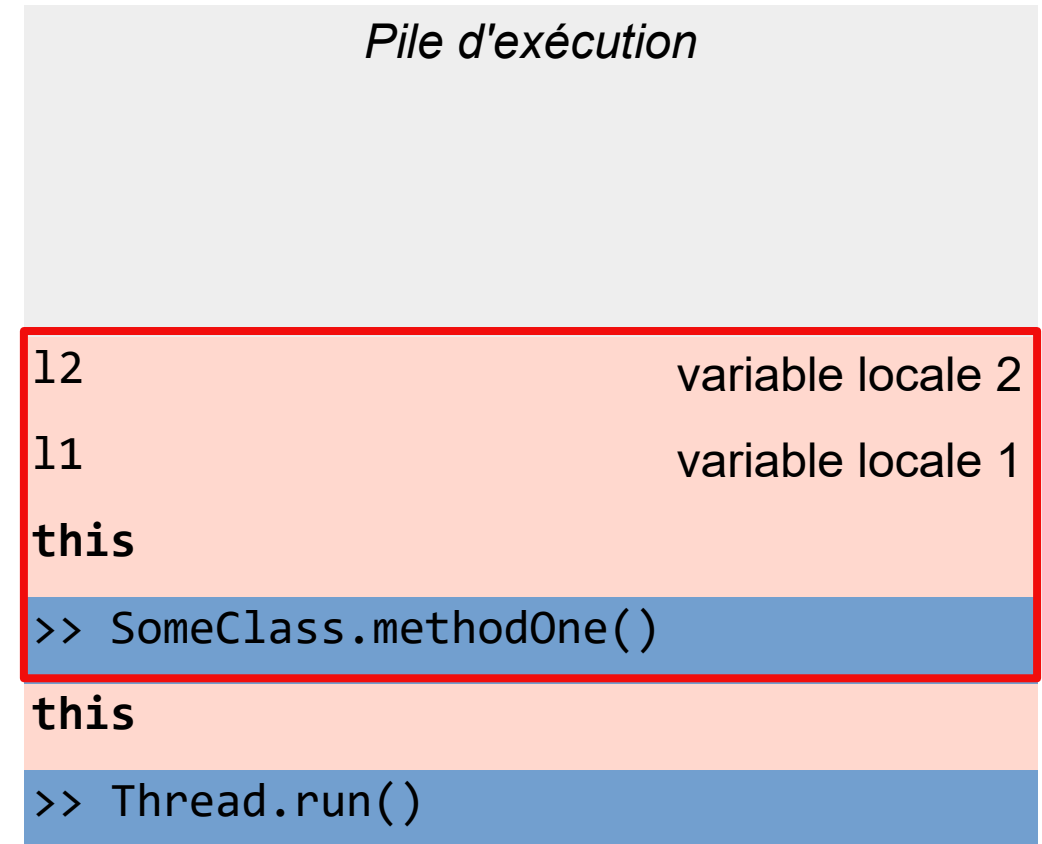 Pile d'exécution
l2 variable locale 2
l1 variable locale 1
this
>> SomeClass.methodOne()
this
>> Thread.run()